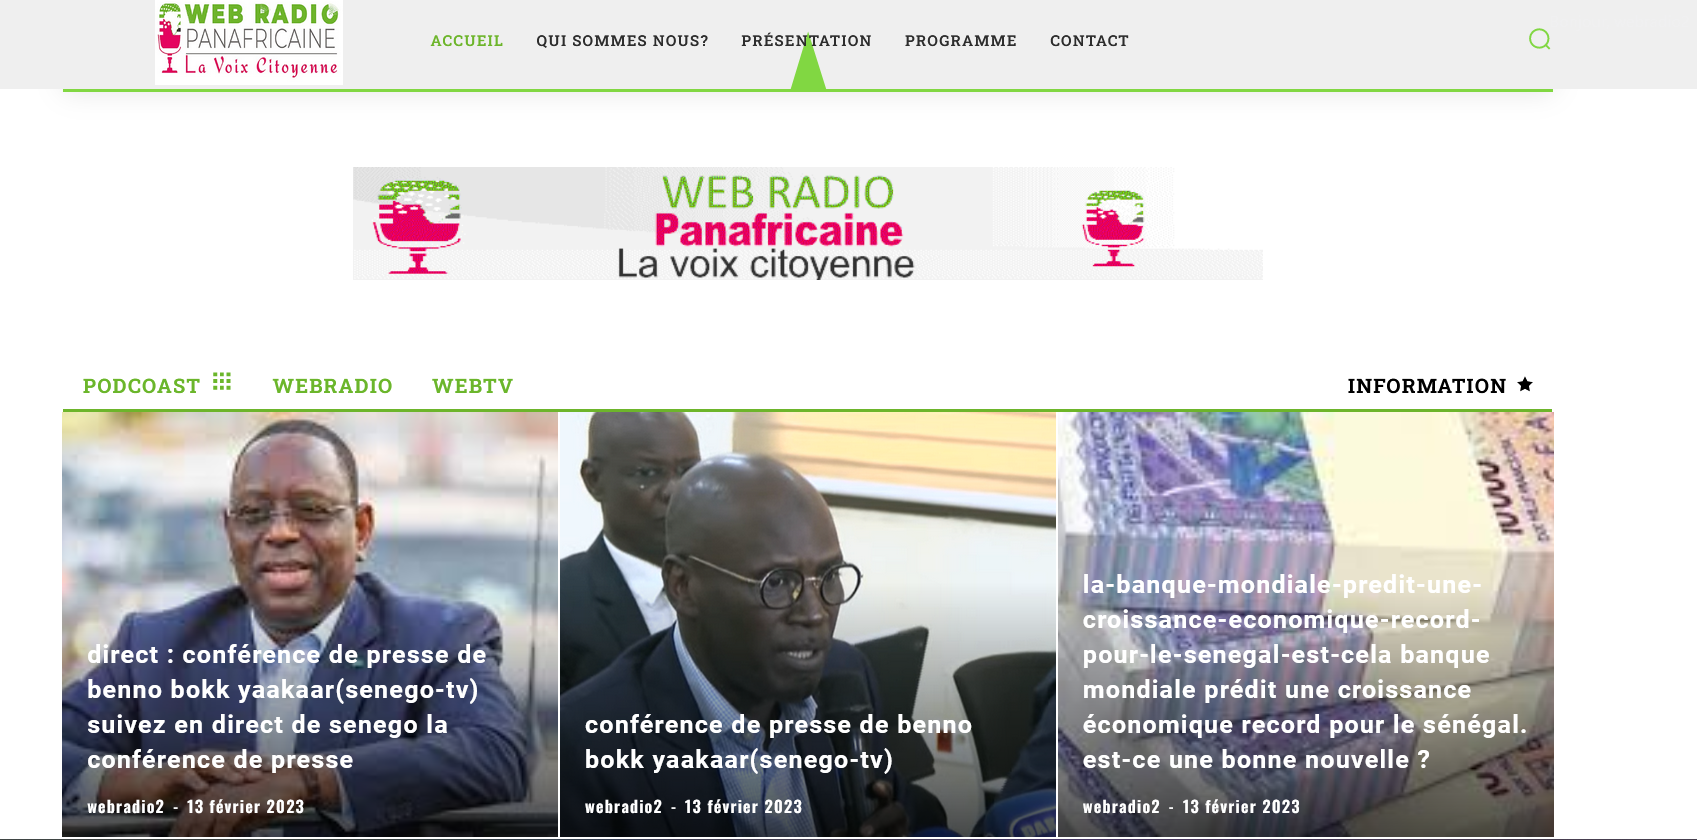 WEB RADIO
PANAFRICAINE
La Voix Citoyenne
ACCUEIL QUI SOMMES NOUS? PRÉSENTATION PROGRAMME CONTACT
WEB RADIO
Panafricaine
La voix citoyenne
PODCOAST WEBRADIO WEBTV INFORMATION
direct : conférence de presse de
benno bokk yaakaar(senego-tv)
suivez en direct de senego la
conférence de presse
webradio2 - 13 février 2023
conférence de presse de benno
bokk yaakaar(senego-tv)
webradio2 - 13 février 2023
la-banque-mondiale-predit-une-
croissance-economique-record-
pour-le-senegal-est-cela banque
mondiale prédit une croissance
économique record pour le sénégal.
est-ce une bonne nouvelle ?
webradio2 - 13 février 2023